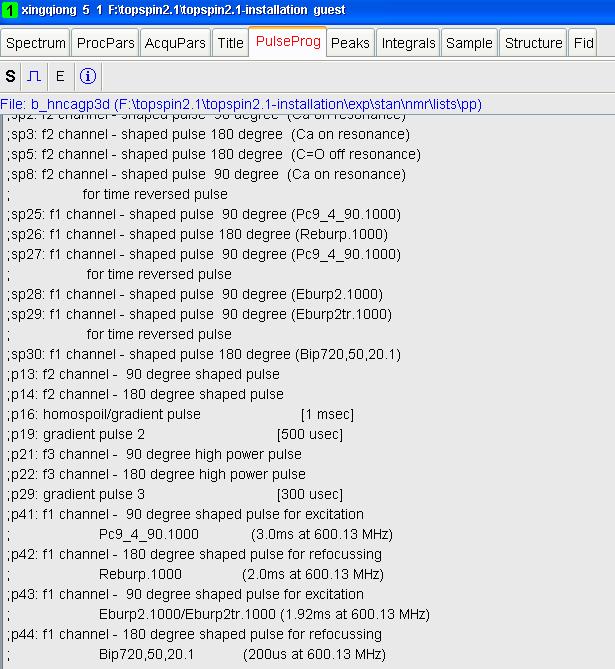 1 xingqiong 5 1 F:\topspin2.1\topspin2.1-installation guest
Spectrum ProcPars AcquPars Title PulseProg Peaks Integrals Sample Structure Fid
S E i
File: b_hncagp3d (F:\topspin2.1\topspin2.1-installation\exp\stan\nmr\lists\pp)
;sp2: f2 channel - shaped pulse 90 degree (Ca on resonance)
;sp3: f2 channel - shaped pulse 180 degree (Ca on resonance)
;sp5: f2 channel - shaped pulse 180 degree (C=O off resonance)
;sp8: f2 channel - shaped pulse 90 degree (Ca on resonance)
; for time reversed pulse
;sp25: f1 channel - shaped pulse 90 degree (Pc9_4_90.1000)
;sp26: f1 channel - shaped pulse 180 degree (Reburp.1000)
;sp27: f1 channel - shaped pulse 90 degree (Pc9_4_90.1000)
; for time reversed pulse
;sp28: f1 channel - shaped pulse 90 degree (Eburp2.1000)
;sp29: f1 channel - shaped pulse 90 degree (Eburp2tr.1000)
; for time reversed pulse
;sp30: f1 channel - shaped pulse 180 degree (Bip720,50,20.1)
;p13: f2 channel - 90 degree shaped pulse
;p14: f2 channel - 180 degree shaped pulse
;p16: homospoil/gradient pulse [1 msec]
;p19: gradient pulse 2 [500 usec]
;p21: f3 channel - 90 degree high power pulse
;p22: f3 channel - 180 degree high power pulse
;p29: gradient pulse 3 [300 usec]
;p41: f1 channel - 90 degree shaped pulse for excitation
; Pc9_4_90.1000 (3.0ms at 600.13 MHz)
;p42: f1 channel - 180 degree shaped pulse for refocussing
; Reburp.1000 (2.0ms at 600.13 MHz)
;p43: f1 channel - 90 degree shaped pulse for excitation
; Eburp2.1000/Eburp2tr.1000 (1.92ms at 600.13 MHz)
;p44: f1 channel - 180 degree shaped pulse for refocussing
; Bip720,50,20.1 (200us at 600.13 MHz)